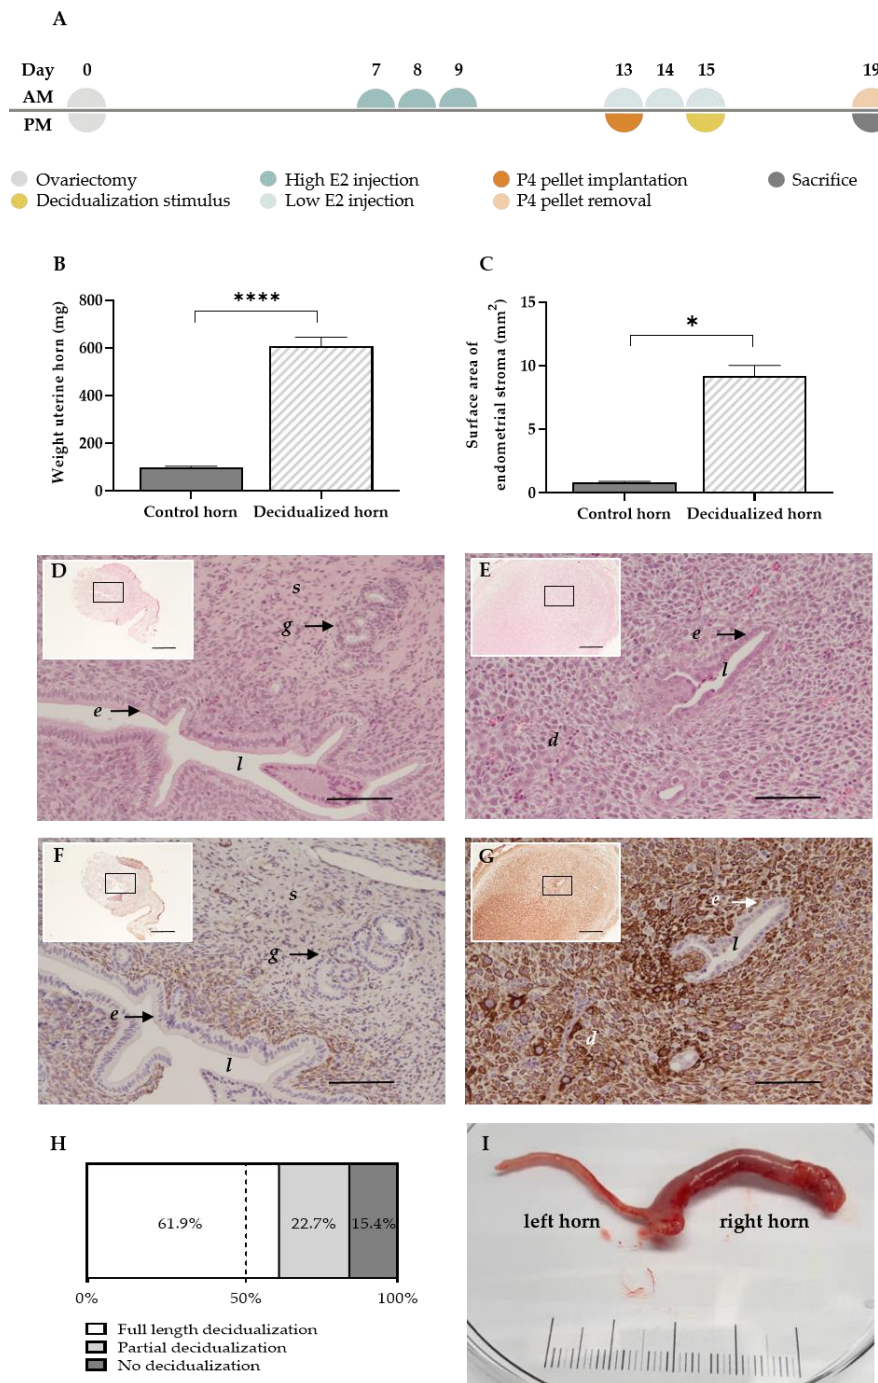 A
Day 0 7 8 9 13 14 15 19
AM
PM
Ovariectomy High E2 injection P4 pellet implantation Sacrifice
Decidualization stimulus Low E2 injection P4 pellet removal
B
Weight uterine horn (mg)
800
600
400
200
0
****
Control horn Decidualized horn
C
Surface area of
endometrial stroma (mm²)
15
10
5
0
*
Control horn Decidualized horn
D
s
g
e
l
E
e
l
d
F
s
g
e
l
G
e
l
d
H
61.9% 22.7% 15.4%
0% 50% 100%
Full length decidualization
Partial decidualization
No decidualization
I
left horn right horn